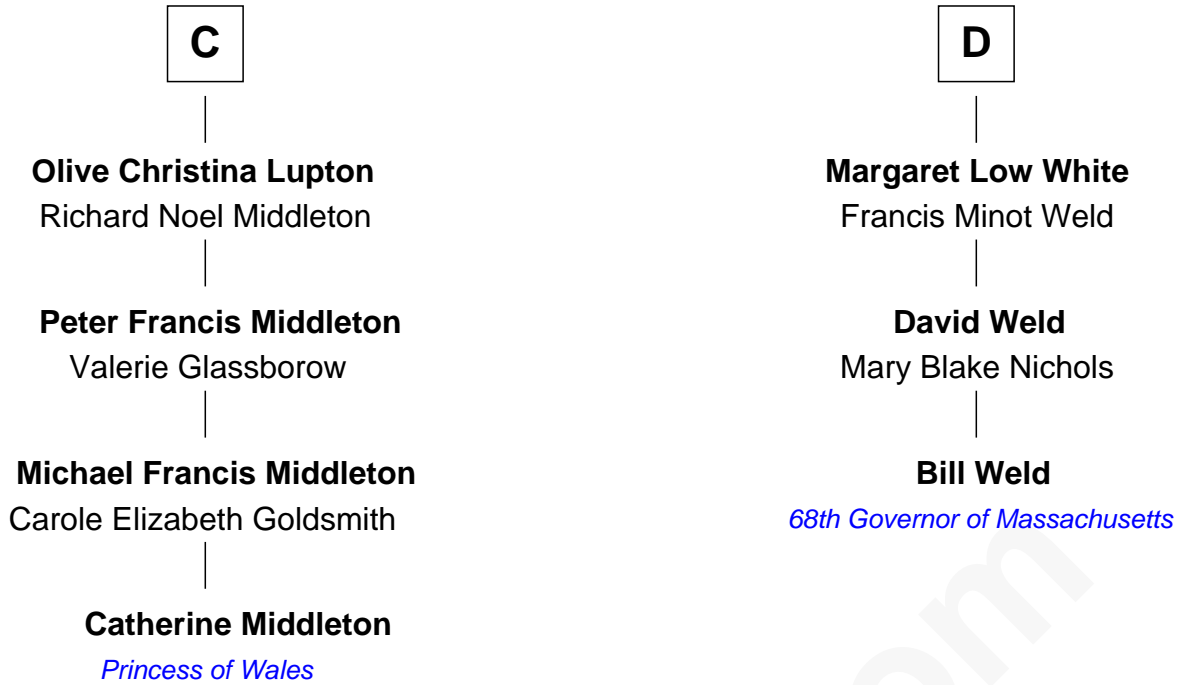 C
Olive Christina Lupton
Richard Noel Middleton
Peter Francis Middleton
Valerie Glassborow
Michael Francis Middleton
Carole Elizabeth Goldsmith
Catherine Middleton
Princess of Wales
D
Margaret Low White
Francis Minot Weld
David Weld
Mary Blake Nichols
Bill Weld
68th Governor of Massachusetts
om